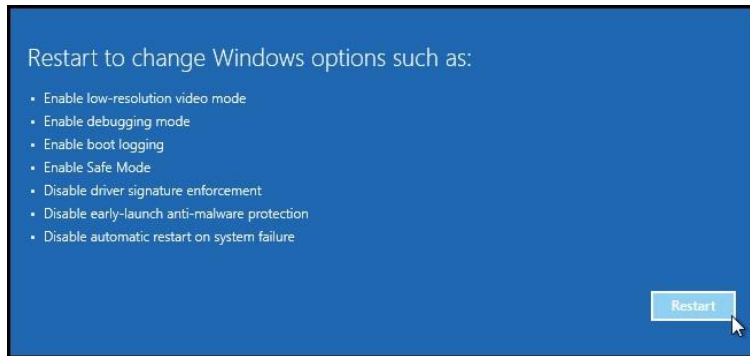 Restart to change Windows options such as:
▪ Enable low-resolution video mode
▪ Enable debugging mode
▪ Enable boot logging
▪ Enable Safe Mode
▪ Disable driver signature enforcement
▪ Disable early-launch anti-malware protection
▪ Disable automatic restart on system failure
Restart